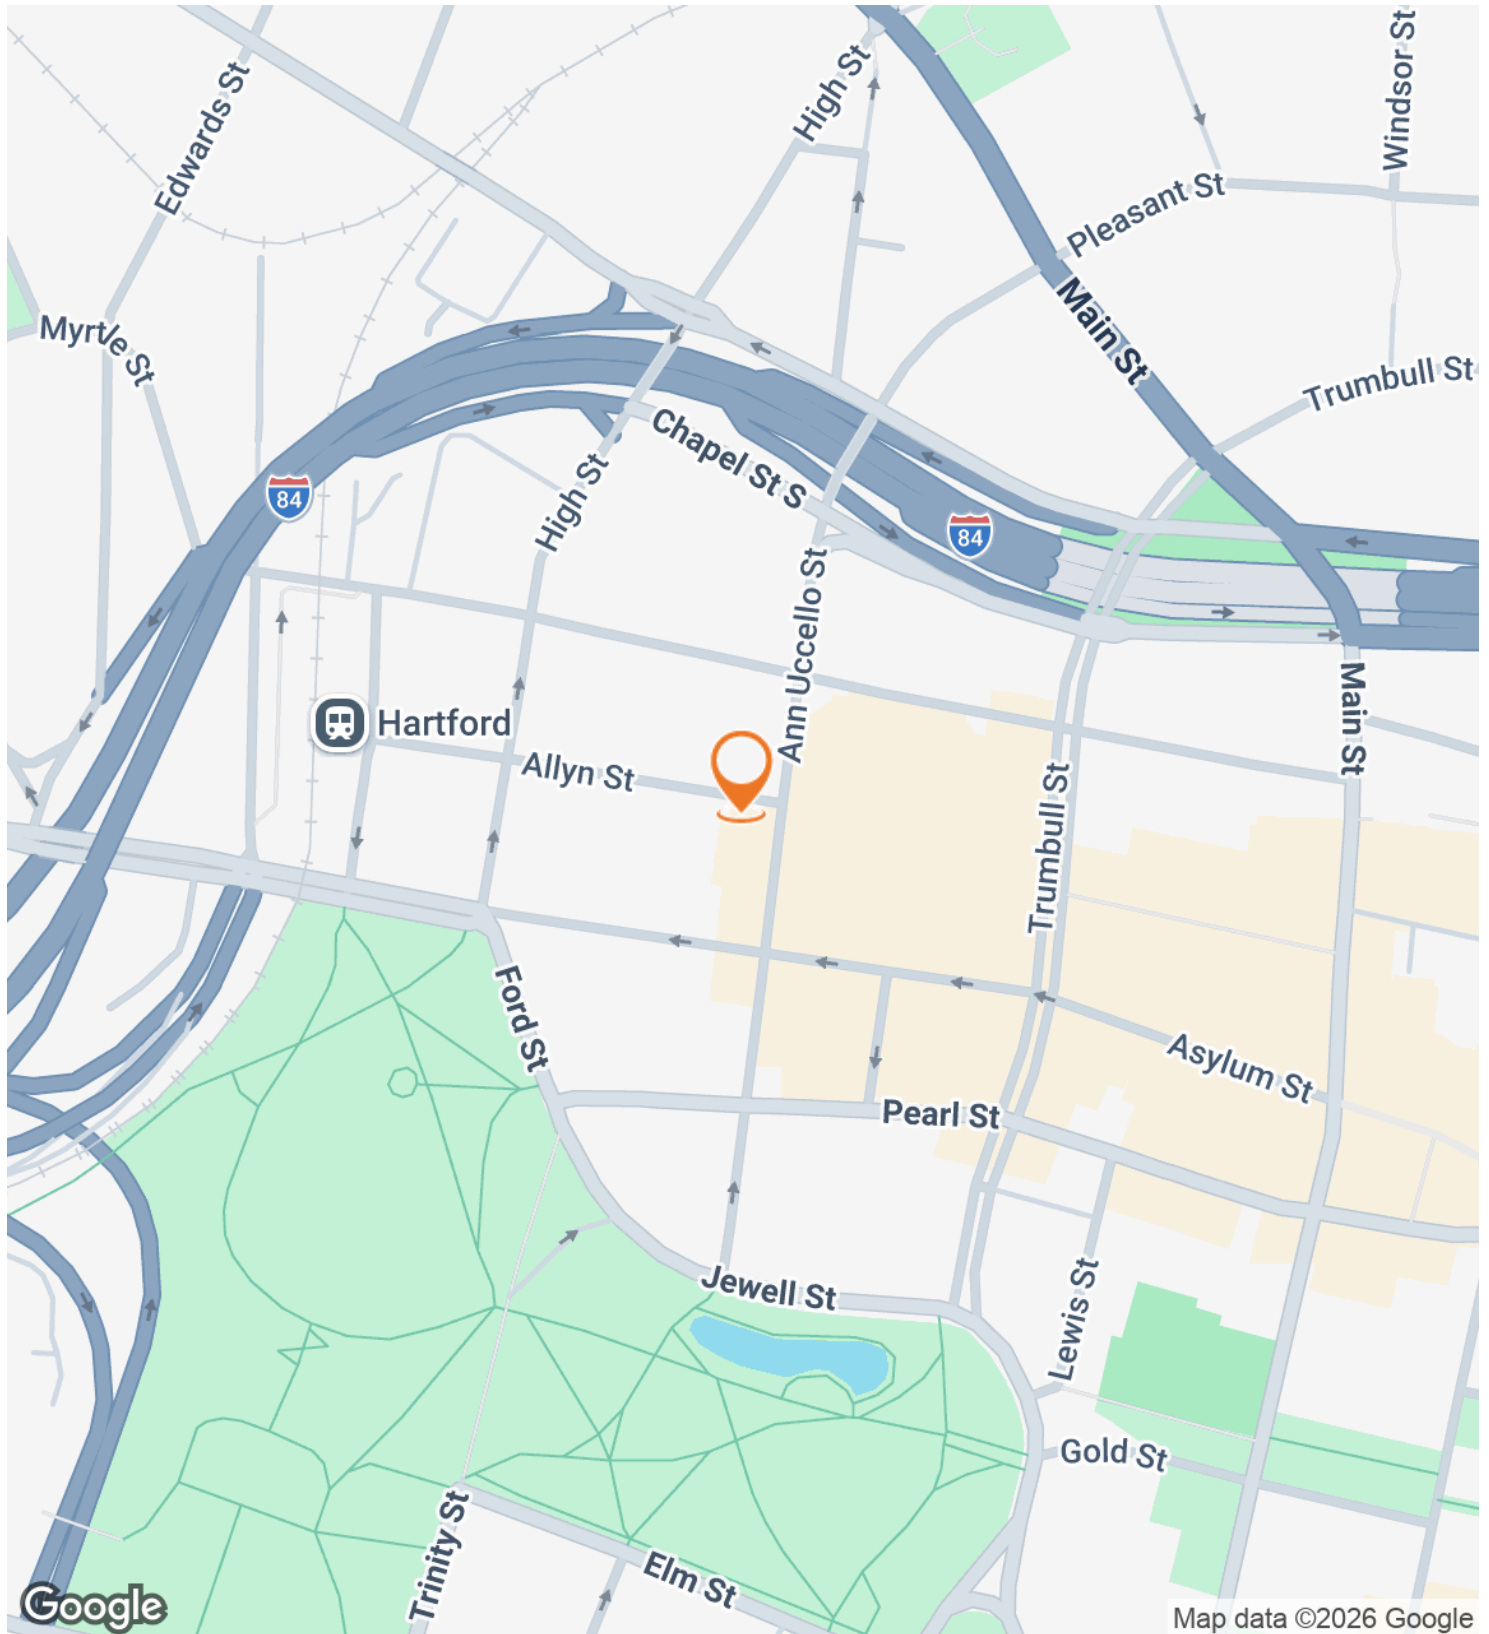 High St
Windsor St
Edwards St
Pleasant St
Main St
Myrtle St
Trumbull St
Chapel St S
84
High St
84
Ann Uccello St
Main St
Hartford
Allyn St
Trumbull St
Ford St
Asylum St
Pearl St
Jewell St
Lewis St
Gold St
Trinity St
Elm St
Google
Map data ©2026 Google